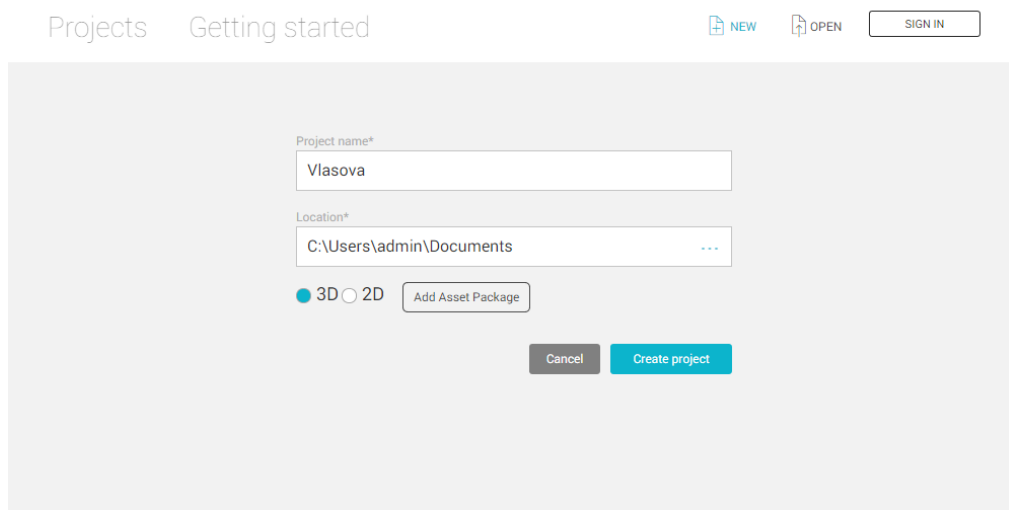 Projects Getting started NEW OPEN SIGN IN
Project name*
Vlasova
Location*
C:\Users\admin\Documents ...
3D 2D Add Asset Package
Cancel Create project